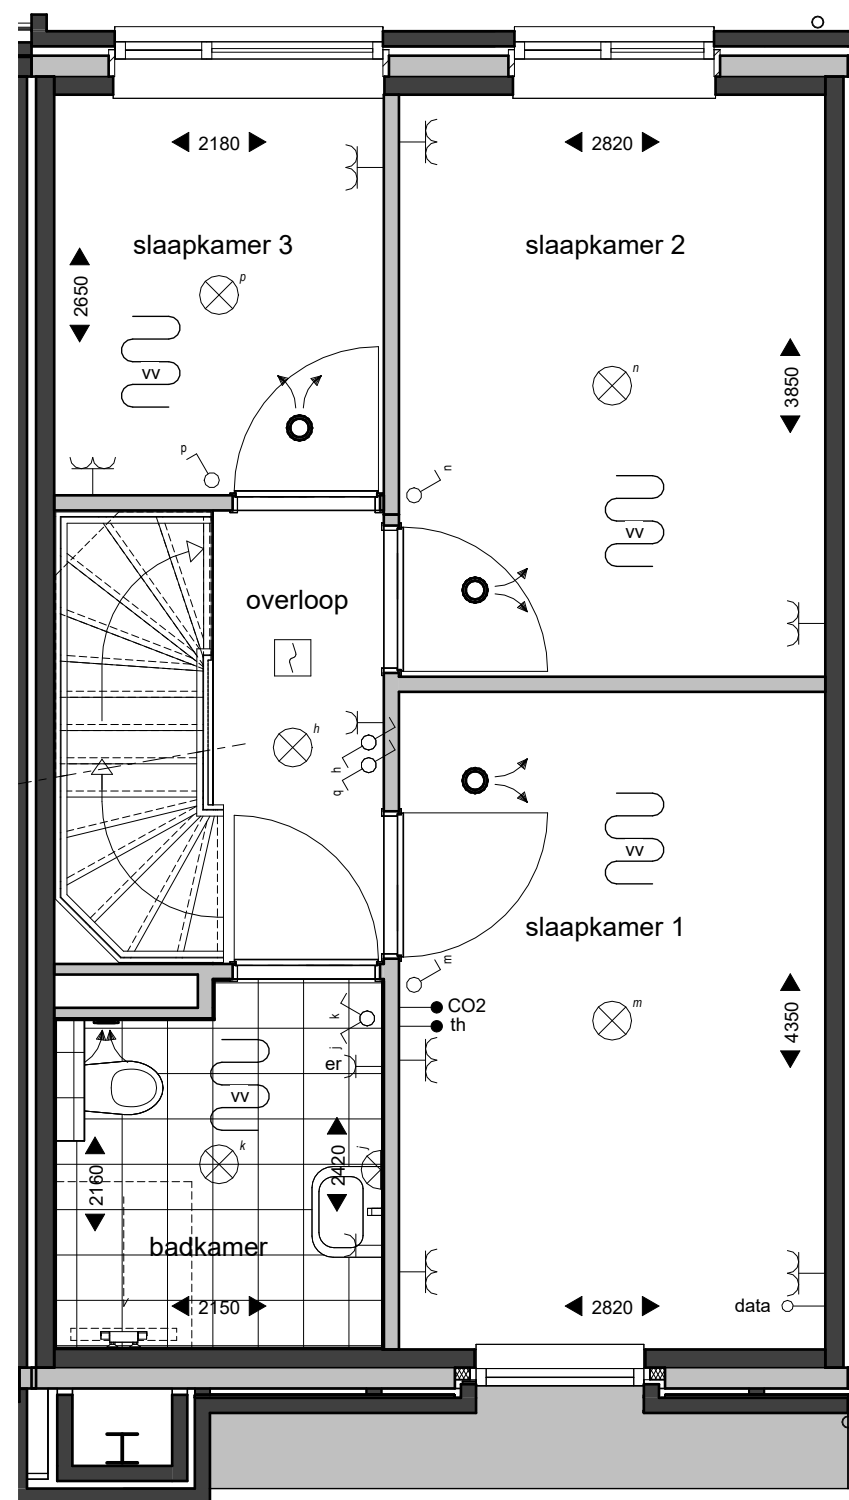 2180
2820
slaapkamer 3
slaapkamer 2
p
2650
vv
n
3850
p
n
vv
overloop
h
h
q
vv
slaapkamer 1
m
CO2
m
4350
th
k
j
er
vv
k
j
2420
2160
badkamer
2150
2820
data